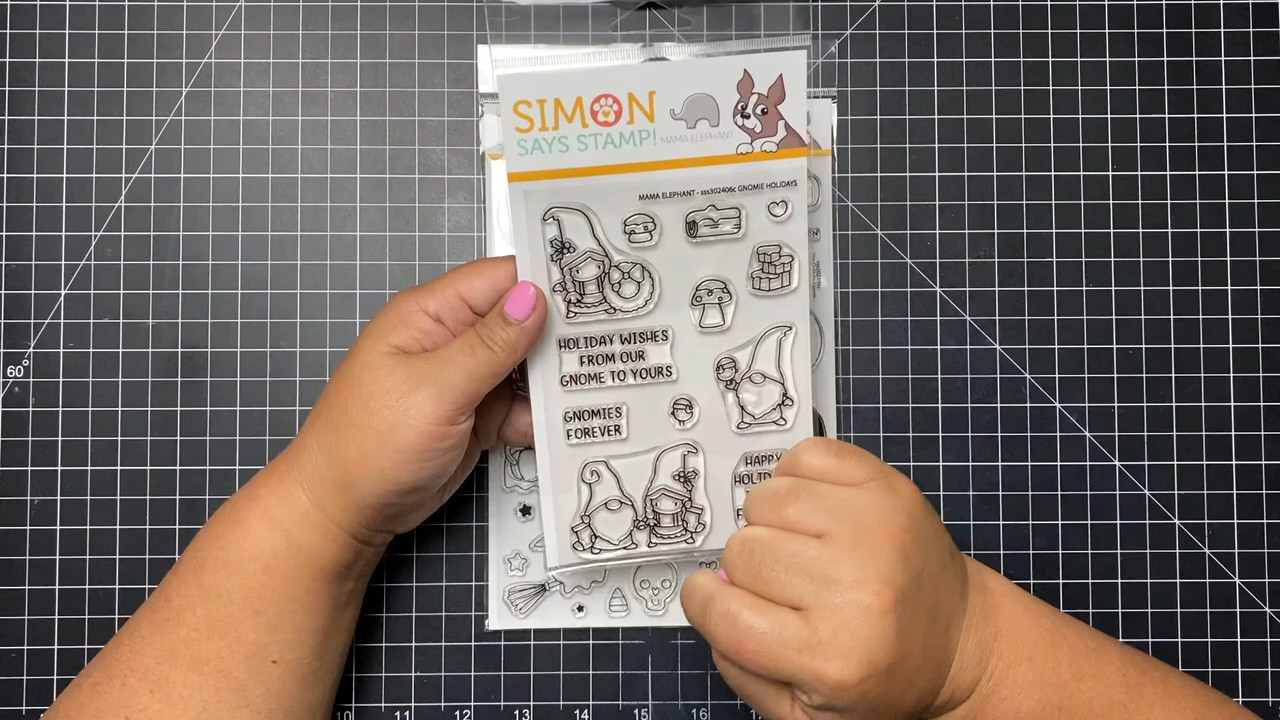 SIMON
SAYS STAMP!
MAMA ELEPHANT
MAMA ELEPHANT - sss302406c GNOMIE HOLIDAYS
HOLIDAY WISHES
FROM OUR
GNOME TO YOURS
GNOMIES
FOREVER
HAPPY
60°
10 11 12 13 14 15 16